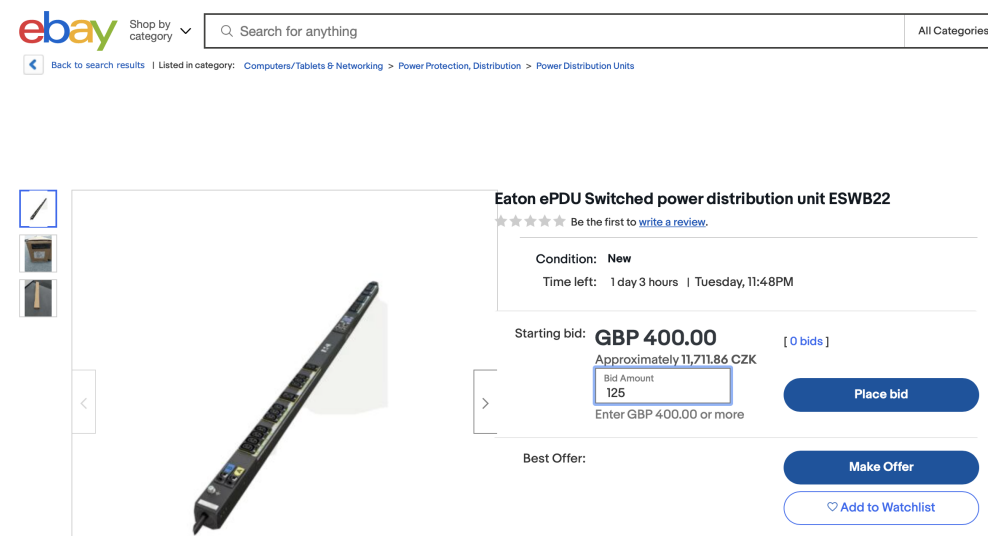 ebay
Shop by
category
Search for anything
All Categories
Back to search results | Listed in category: Computers/Tablets & Networking > Power Protection, Distribution > Power Distribution Units
Eaton ePDU Switched power distribution unit ESWB22
Be the first to write a review.
Condition: New
Time left: 1 day 3 hours | Tuesday, 11:48PM
Starting bid: GBP 400.00 [ 0 bids ]
Approximately 11,711.86 CZK
Bid Amount
125
Place bid
Enter GBP 400.00 or more
Best Offer:
Make Offer
Add to Watchlist